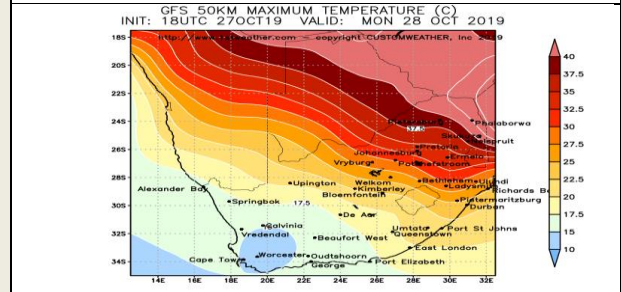 GFS 50KM MAXIMUM TEMPERATURE (C)
INIT: 18UTC 27OCT19 VALID: MON 28 OCT 2019
copyright CUSTOMWEATHER, Inc 2019
18S
20S
22S
24S
26S
28S
30S
32S
34S
Phalaborwa
37.5
Pretoria
Johannesburg
Ermelo
Vryburg
Welkom
Bethlehem
Ulundi
Alexander Bay
Upington
Kimberley
Ladysmith
Bloemfontein
Springbok
17.5
Pietermaritzburg
Durban
De Aar
Calvinia
Umtata
Port St Johns
Vredendal
Beaufort West
Queenstown
East London
Cape Town
Worcester
Oudtshoorn
George
Port Elizabeth
14E 16E 18E 20E 22E 24E 26E 28E 30E 32E
40
37.5
35
32.5
30
27.5
25
22.5
20
17.5
15
10